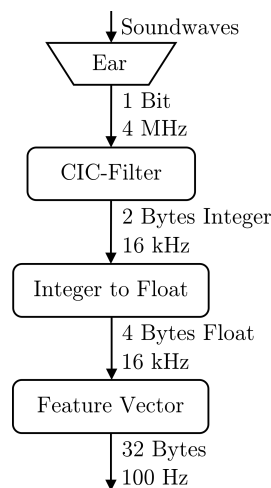 Soundwaves
Ear
1 Bit
4 MHz
CIC-Filter
2 Bytes Integer
16 kHz
Integer to Float
4 Bytes Float
16 kHz
Feature Vector
32 Bytes
100 Hz